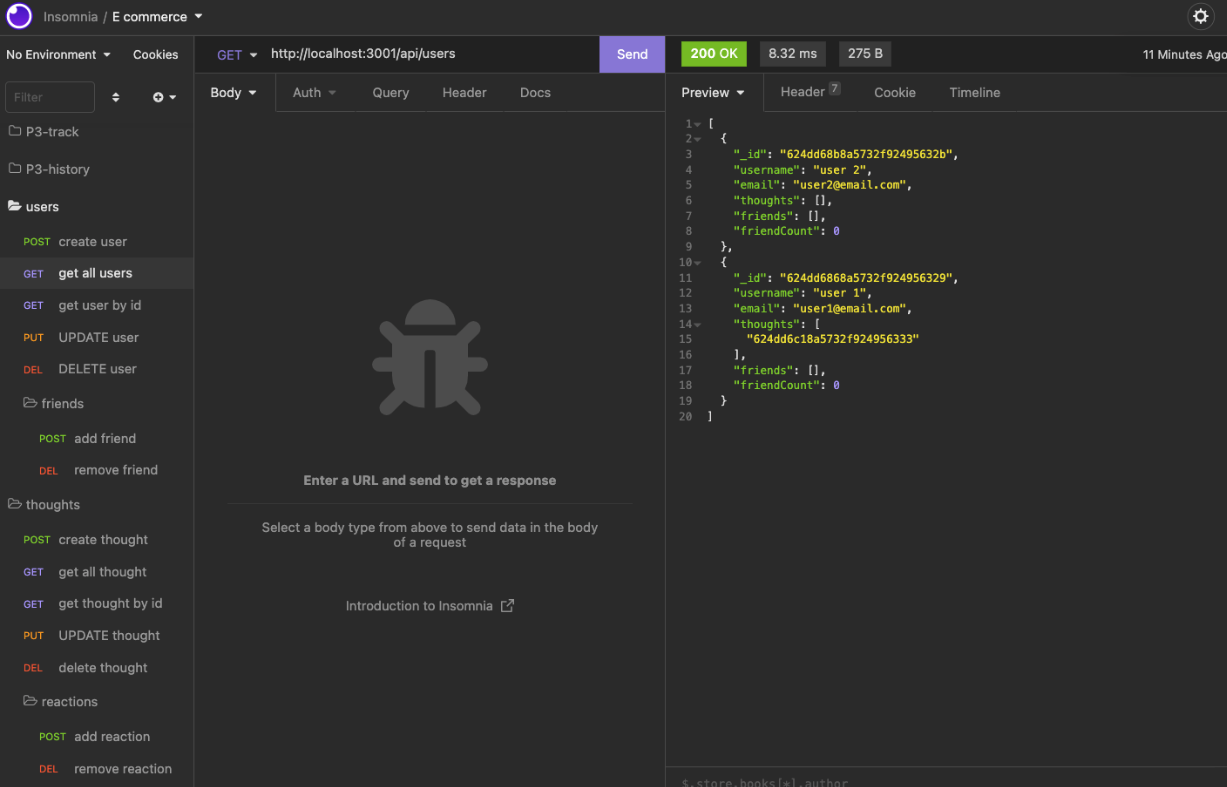 Insomnia / E commerce
No Environment
Cookies
Filter
P3-track
P3-history
users
POST create user
GET get all users
GET get user by id
PUT UPDATE user
DEL DELETE user
friends
POST add friend
DEL remove friend
thoughts
POST create thought
GET get all thought
GET get thought by id
PUT UPDATE thought
DEL delete thought
reactions
POST add reaction
DEL remove reaction
GET http://localhost:3001/api/users Send
Body Auth Query Header Docs
Enter a URL and send to get a response
Select a body type from above to send data in the body
of a request
Introduction to Insomnia
200 OK 8.32 ms 275 B 11 Minutes Ago
Preview Header 7 Cookie Timeline
1 [
2 {
3 "_id": "624dd68b8a5732f92495632b",
4 "username": "user 2",
5 "email": "user2@email.com",
6 "thoughts": [],
7 "friends": [],
8 "friendCount": 0
9 },
10 {
11 "_id": "624dd6868a5732f924956329",
12 "username": "user 1",
13 "email": "user1@email.com",
14 "thoughts": [
15 "624dd6c18a5732f924956333"
16 ],
17 "friends": [],
18 "friendCount": 0
19 }
20 ]
$.store.books[*].author